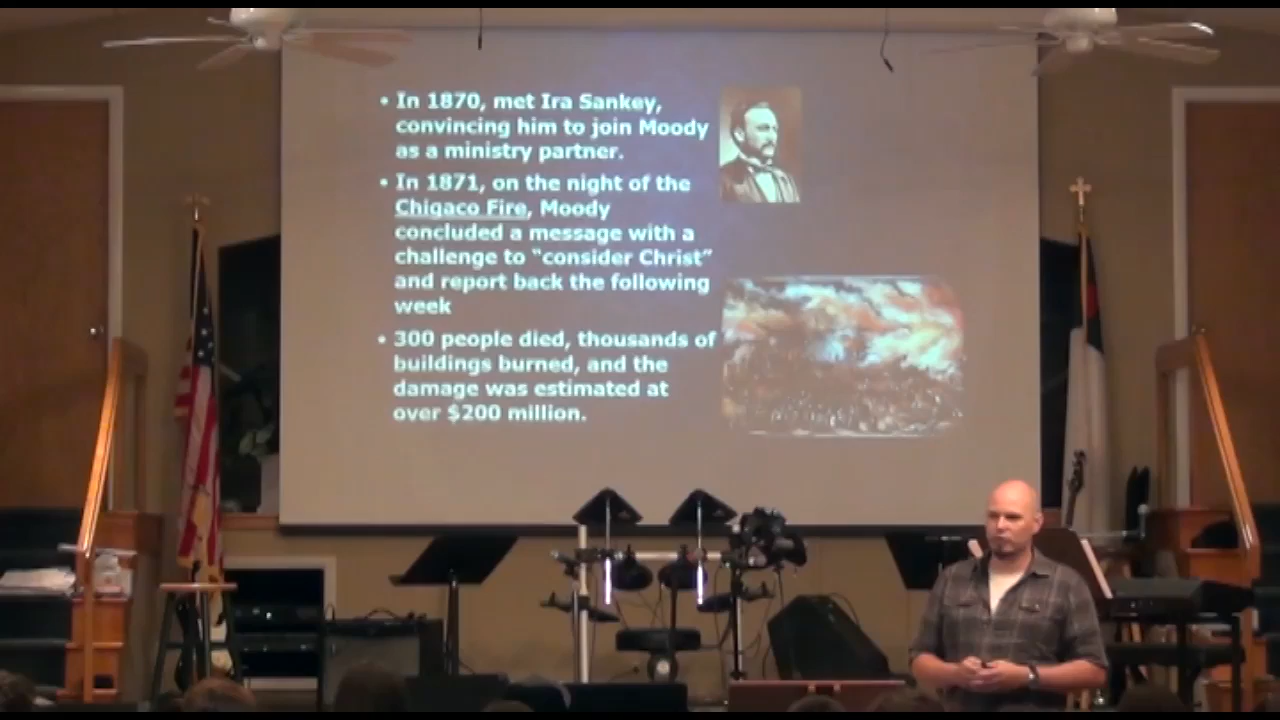 • In 1870, met Ira Sankey,
convincing him to join Moody
as a ministry partner.
• In 1871, on the night of the
Chigaco Fire, Moody
concluded a message with a
challenge to “consider Christ”
and report back the following
week
• 300 people died, thousands of
buildings burned, and the
damage was estimated at
over $200 million.